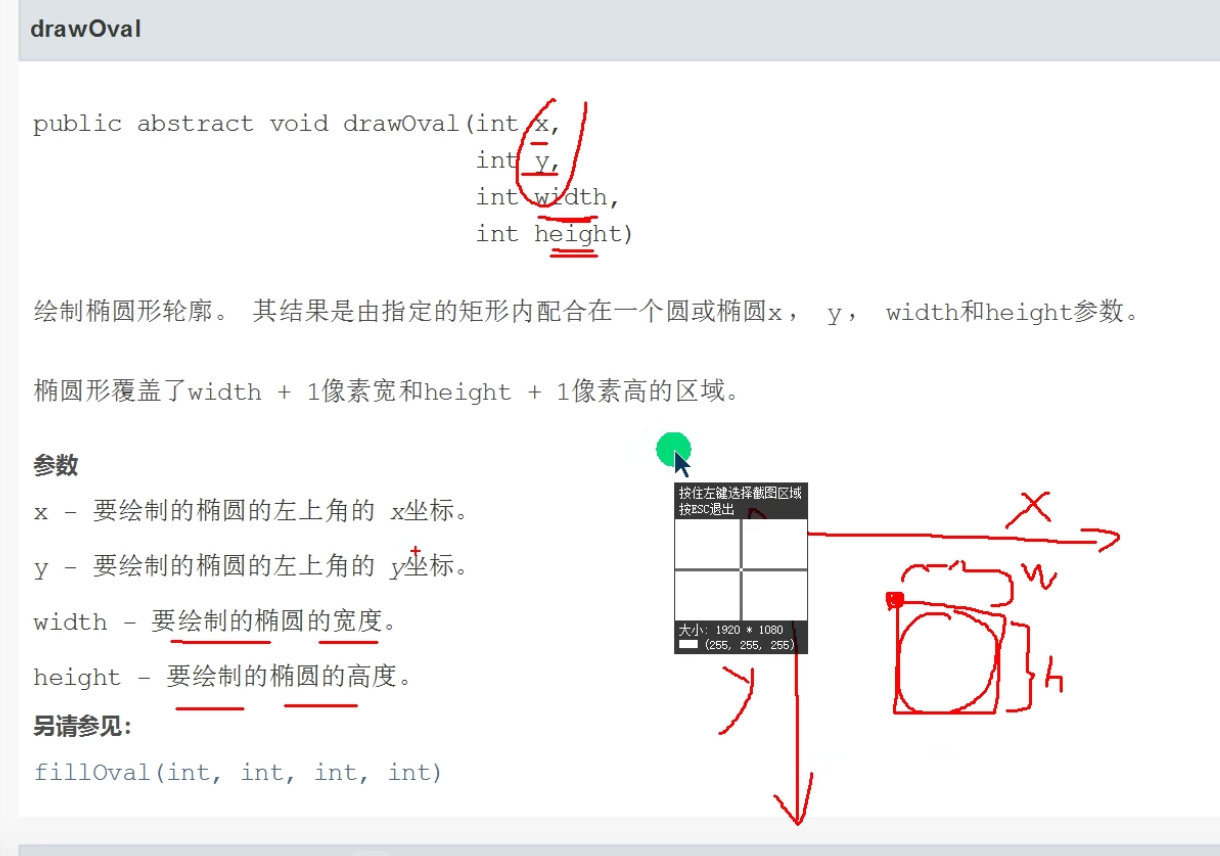 drawOval
public abstract void drawOval(int x,
int y,
int width,
int height)
绘制椭圆形轮廓。 其结果是由指定的矩形内配合在一个圆或椭圆x， y， width和height参数。
椭圆形覆盖了width + 1像素宽和height + 1像素高的区域。
参数
x - 要绘制的椭圆的左上角的 x坐标。
y - 要绘制的椭圆的左上角的 y坐标。
width - 要绘制的椭圆的宽度。
height - 要绘制的椭圆的高度。
另请参见：
fillOval(int, int, int, int)
按住左键选择截图区域
按ESC退出
大小: 1920 * 1080
(255, 255, 255)
x
w
h
y